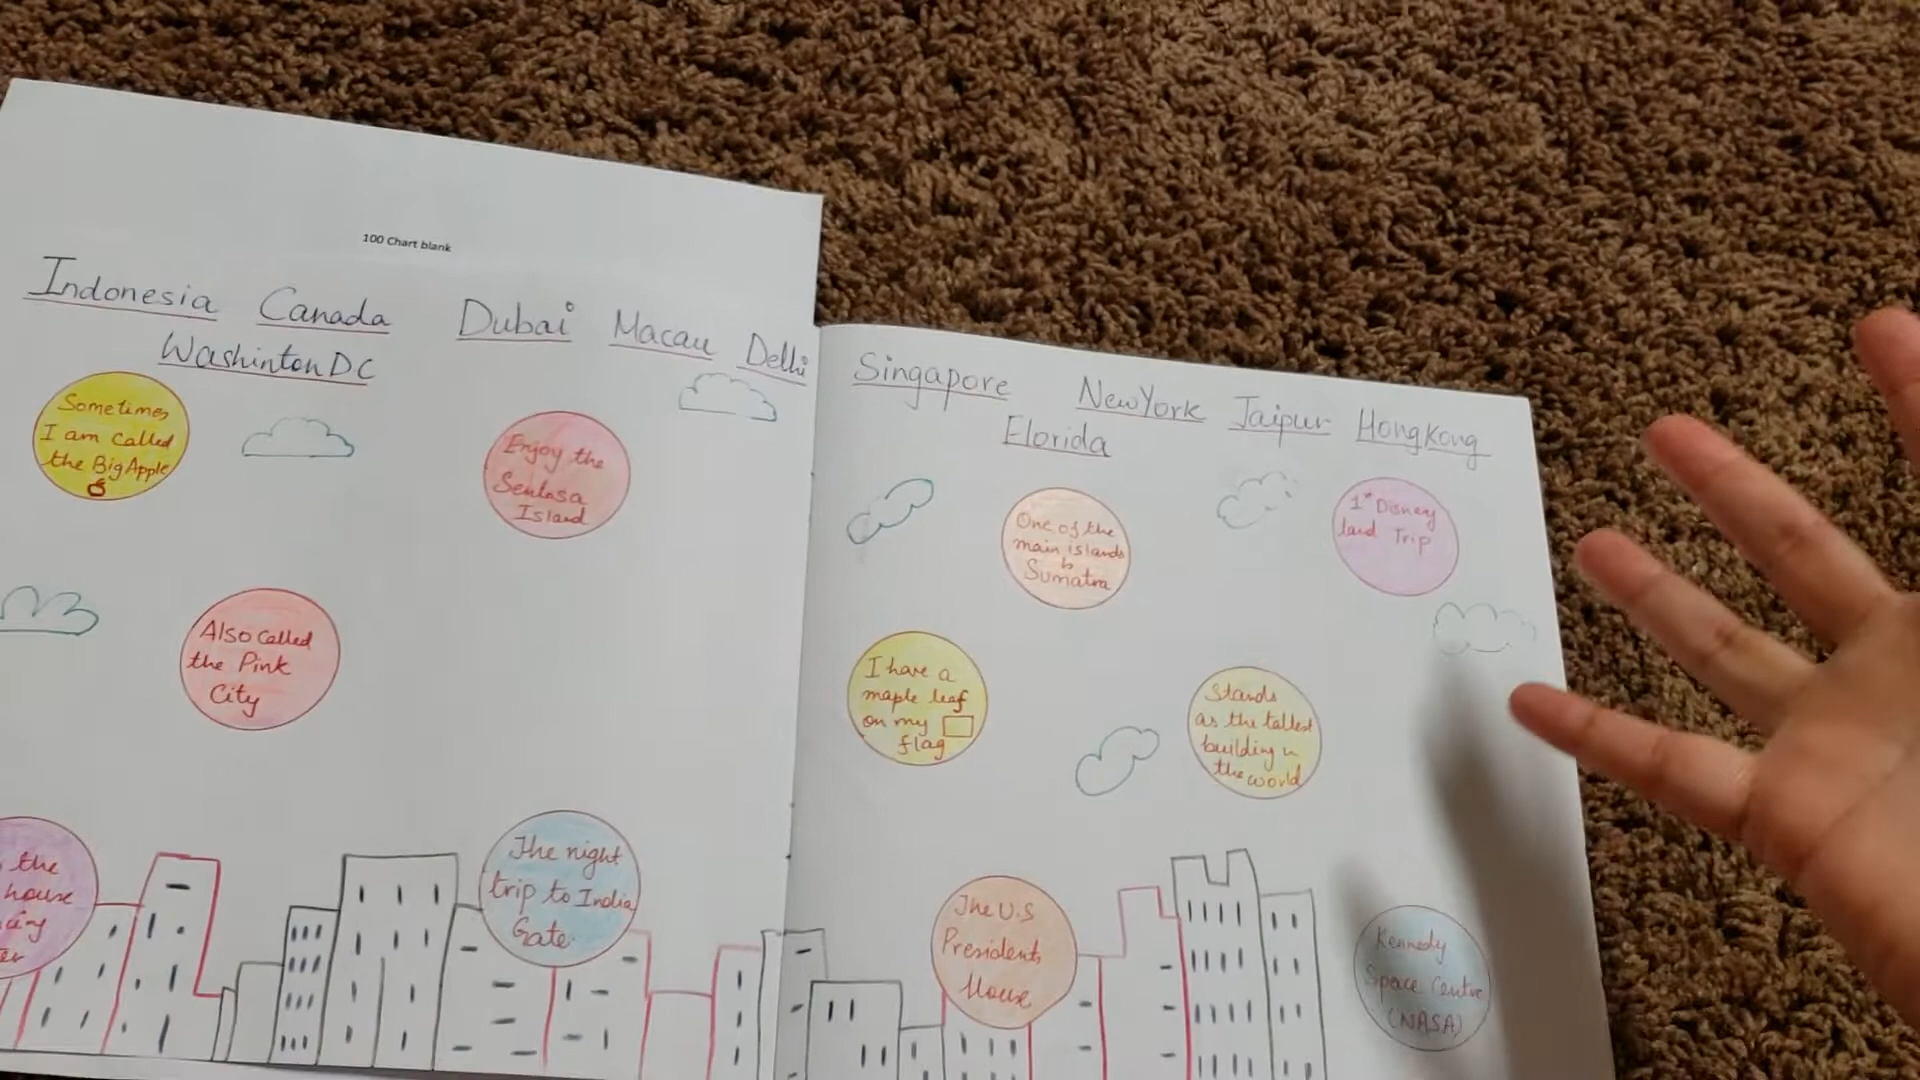 100 Chart blank
Indonesia Canada Dubai Macau Delhi
Washinton DC
Sometimes
I am called
the Big Apple
Enjoy the
Sentosa
Island
Also called
the Pink
City
the
house
The night
trip to India
Gate
Singapore NewYork Jaipur HongKong
Florida
One of the
main islands
is
Sumatra
1st Disney
land Trip
I have a
maple leaf
on my
flag
Stands
as the tallest
building in
the world
The U.S
Presidents
House
Kennedy
Space Centre
(NASA)